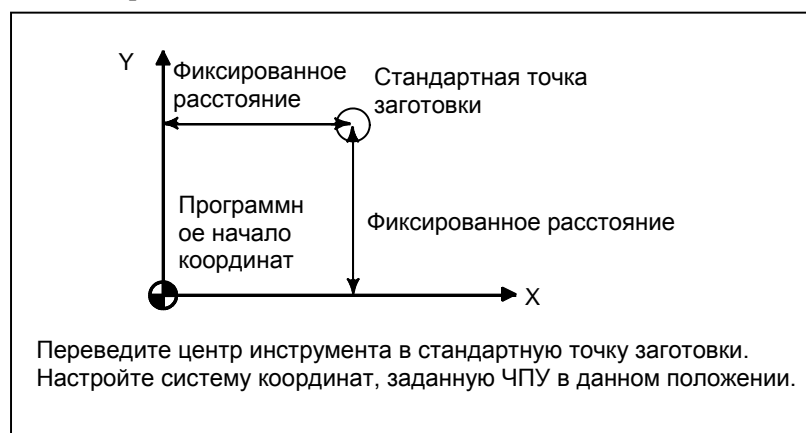 Y
Фиксированное
расстояние
Стандартная точка
заготовки
Программн
ое начало
координат
Фиксированное расстояние
X
Переведите центр инструмента в стандартную точку заготовки.
Настройте систему координат, заданную ЧПУ в данном положении.